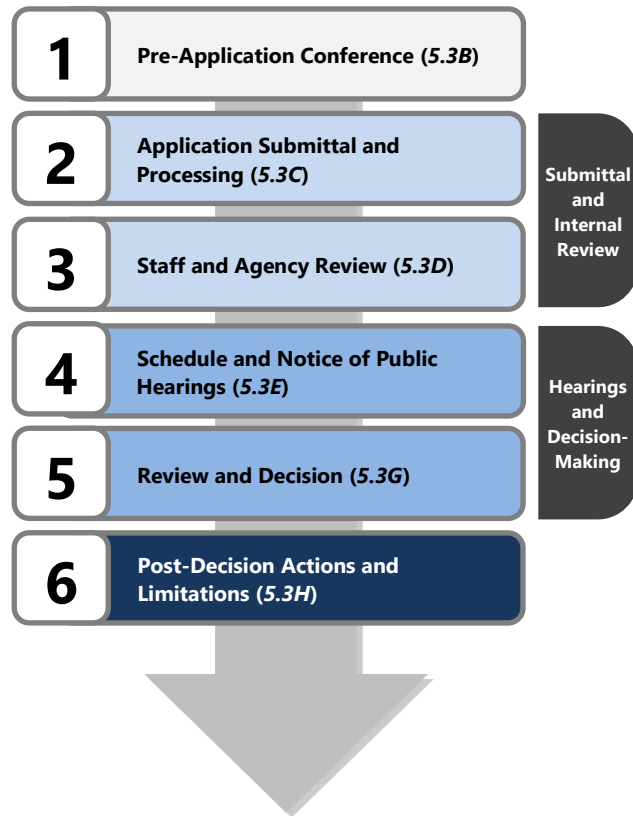 1
Pre-Application Conference (5.3B)
2
Application Submittal and
Processing (5.3C)
3
Staff and Agency Review (5.3D)
Submittal
and
Internal
Review
4
Schedule and Notice of Public
Hearings (5.3E)
5
Review and Decision (5.3G)
Hearings
and
Decision-
Making
6
Post-Decision Actions and
Limitations (5.3H)